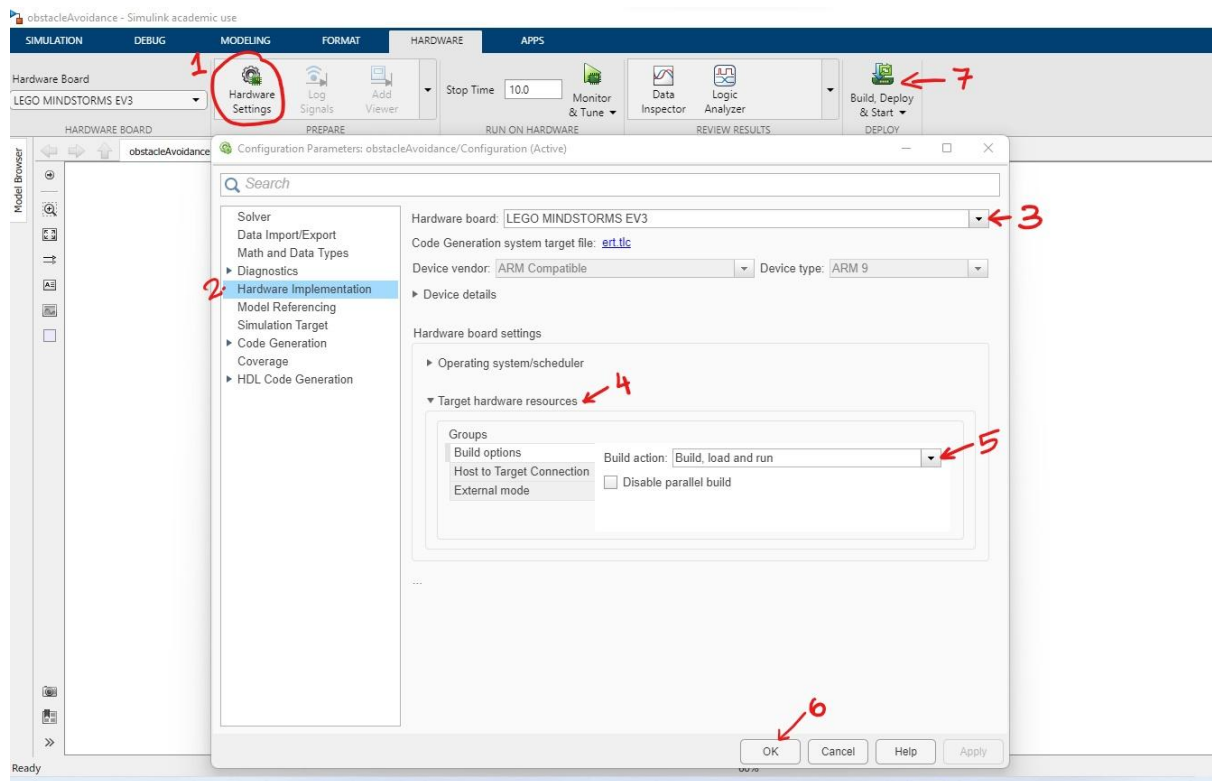 obstacleAvoidance - Simulink academic use
SIMULATION DEBUG MODELING FORMAT HARDWARE APPS
1
7
Hardware Board
LEGO MINDSTORMS EV3
Hardware Settings
Log Signals
Add Viewer
Stop Time 10.0
Monitor & Tune
Data Inspector
Logic Analyzer
Build, Deploy & Start
HARDWARE BOARD PREPARE RUN ON HARDWARE REVIEW RESULTS DEPLOY
Model Browser
obstacleAvoidance
Configuration Parameters: obstacleAvoidance/Configuration (Active)
Search
Solver
Data Import/Export
Math and Data Types
Diagnostics
2.
Hardware Implementation
Model Referencing
Simulation Target
Code Generation
Coverage
HDL Code Generation
Hardware board: LEGO MINDSTORMS EV3
3
Code Generation system target file: ert.tlc
Device vendor: ARM Compatible Device type: ARM 9
Device details
Hardware board settings
Operating system/scheduler
Target hardware resources
4
Groups
Build options
Host to Target Connection
External mode
Build action: Build, load and run
5
Disable parallel build
...
6
OK Cancel Help Apply
Ready